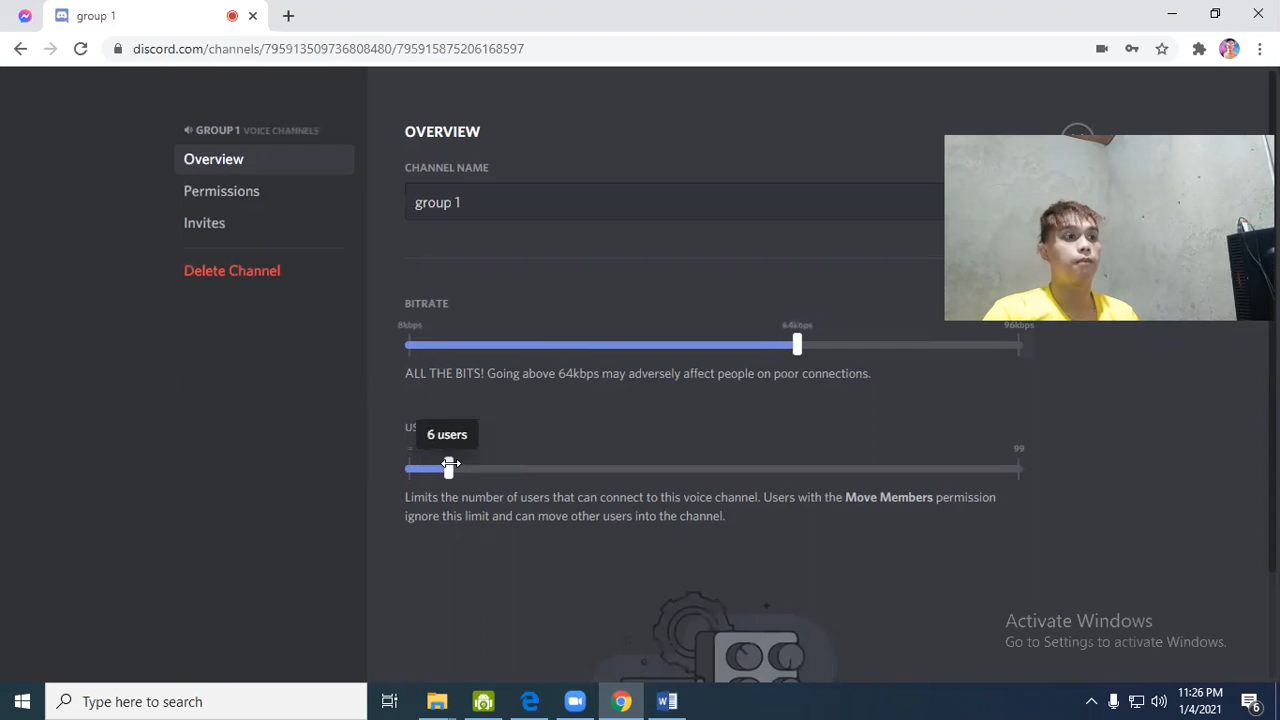 group 1
discord.com/channels/795913509736808480/795915875206168597
GROUP 1 VOICE CHANNELS
Overview
Permissions
Invites
Delete Channel
OVERVIEW
CHANNEL NAME
group 1
BITRATE
8kbps 64kbps 96kbps
ALL THE BITS! Going above 64kbps may adversely affect people on poor connections.
6 users
99
Limits the number of users that can connect to this voice channel. Users with the Move Members permission
ignore this limit and can move other users into the channel.
Activate Windows
Go to Settings to activate Windows.
Type here to search
11:26 PM
1/4/2021
6